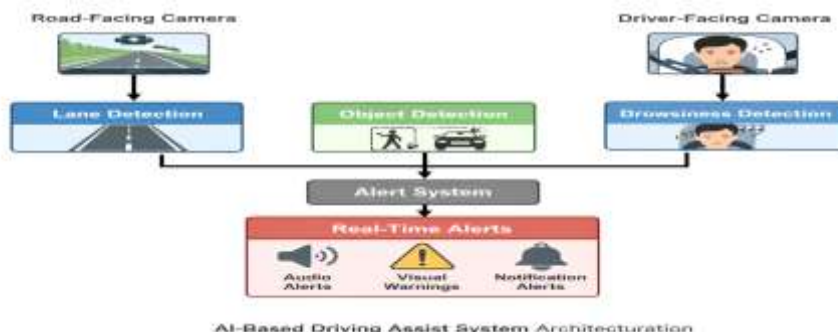 Road-Facing Camera
Driver-Facing Camera
Lane Detection
Object Detection
Drowsiness Detection
Alert System
Real-Time Alerts
Audio
Alerts
Visual
Warnings
Notification
Alerts
AI-Based Driving Assist System Architecturation